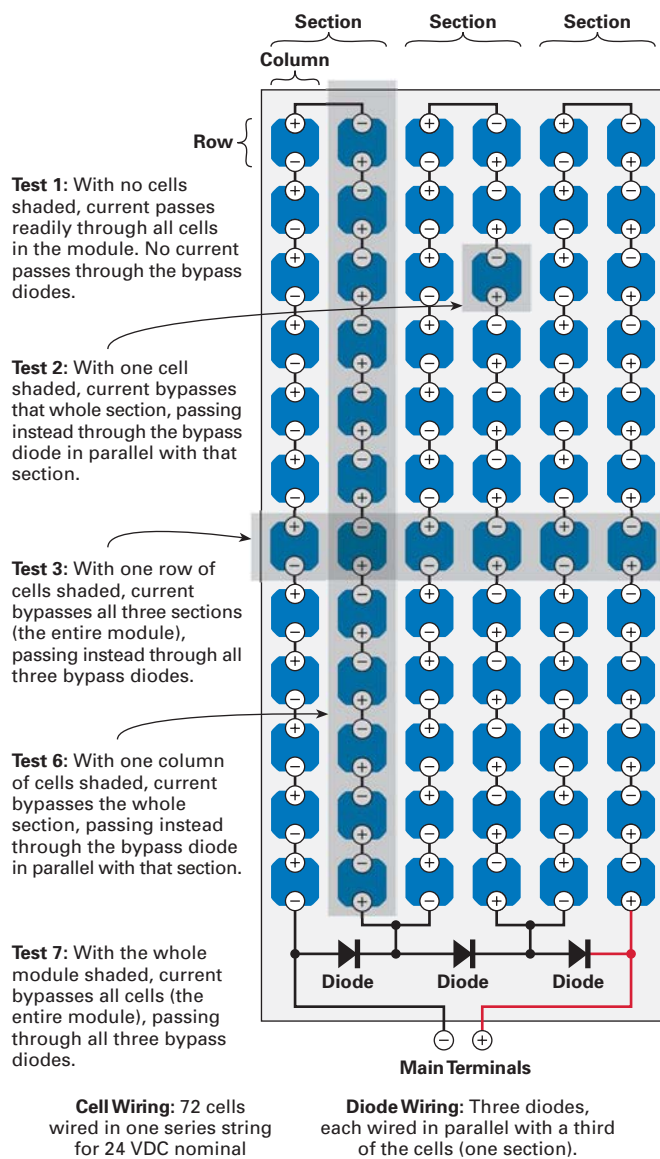 Section
Section
Section
Column
Row
Test 1: With no cells
shaded, current passes
readily through all cells
in the module. No current
passes through the bypass
diodes.
Test 2: With one cell
shaded, current bypasses
that whole section, passing
instead through the bypass
diode in parallel with that
section.
Test 3: With one row of
cells shaded, current
bypasses all three sections
(the entire module),
passing instead through all
three bypass diodes.
Test 6: With one column
of cells shaded, current
bypasses the whole
section, passing instead
through the bypass diode
in parallel with that section.
Test 7: With the whole
module shaded, current
bypasses all cells (the
entire module), passing
through all three bypass
diodes.
Diode
Diode
Diode
− +
Main Terminals
Cell Wiring: 72 cells
wired in one series string
for 24 VDC nominal
Diode Wiring: Three diodes,
each wired in parallel with a third
of the cells (one section).